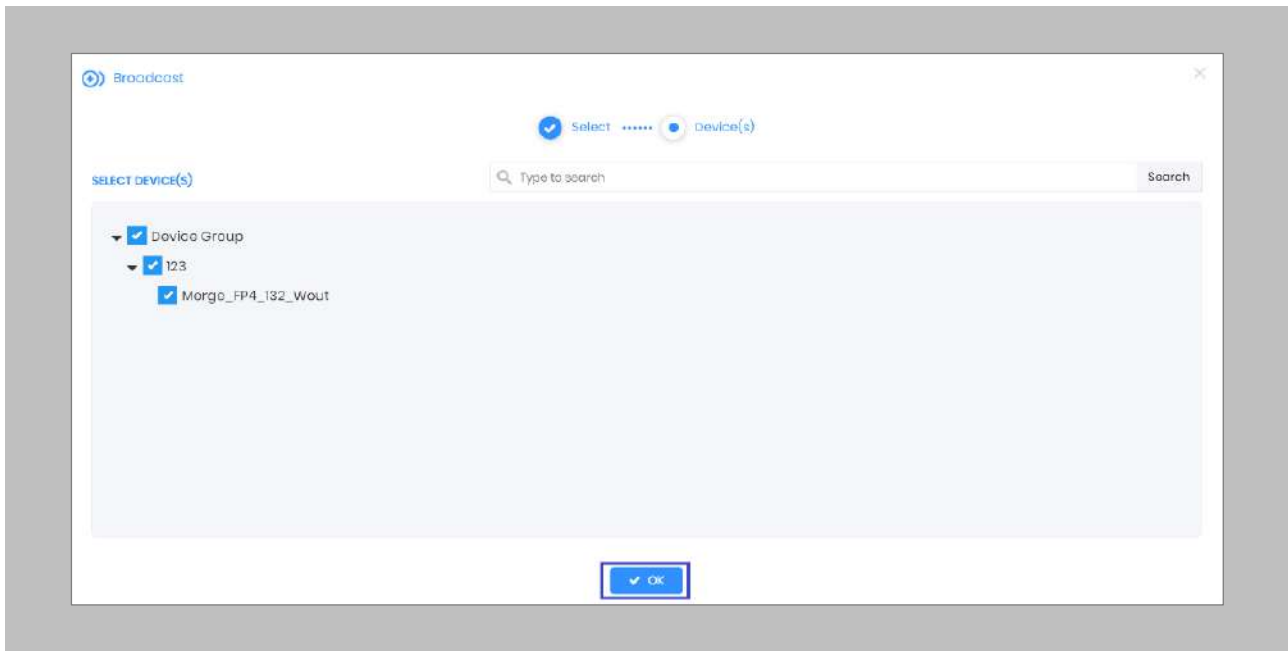 Broadcast
Select Device(s)
SELECT DEVICE(S)
Type to search
Search
Device Group
123
Morgo_FP4_132_Wout
OK